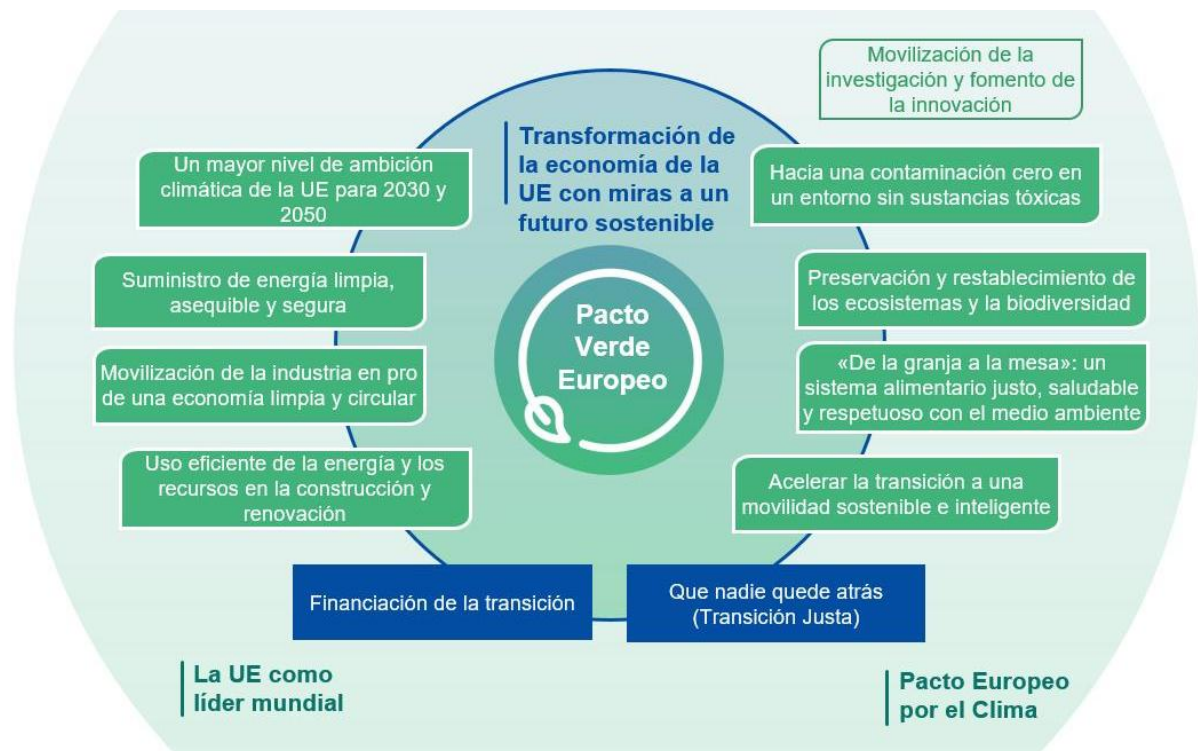 Movilización de la
investigación y fomento de
la innovación
Transformación de
la economía de la
UE con miras a un
futuro sostenible
Un mayor nivel de ambición
climática de la UE para 2030 y
2050
Hacia una contaminación cero en
un entorno sin sustancias tóxicas
Suministro de energía limpia,
asequible y segura
Preservación y restablecimiento de
los ecosistemas y la biodiversidad
Pacto
Verde
Europeo
Movilización de la industria en pro
de una economía limpia y circular
«De la granja a la mesa»: un
sistema alimentario justo, saludable
y respetuoso con el medio ambiente
Uso eficiente de la energía y los
recursos en la construcción y
renovación
Acelerar la transición a una
movilidad sostenible e inteligente
Financiación de la transición
Que nadie quede atrás
(Transición Justa)
La UE como
líder mundial
Pacto Europeo
por el Clima